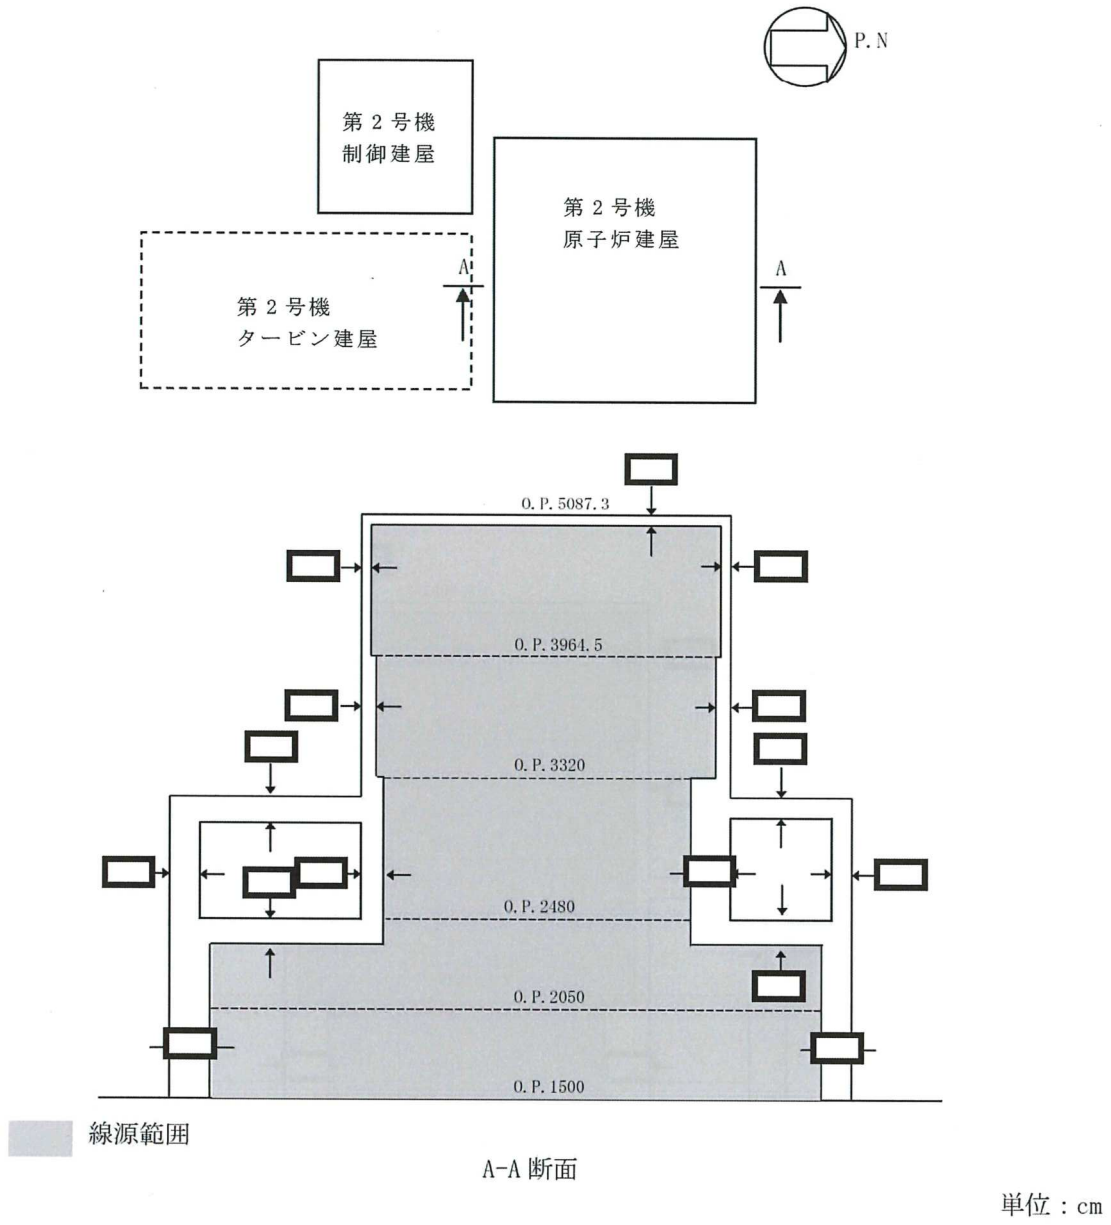 P.N
第2号機
制御建屋
第2号機
原子炉建屋
A
A
第2号機
タービン建屋
O.P.5087.3
O.P.3964.5
O.P.3320
O.P.2480
O.P.2050
O.P.1500
線源範囲
A-A 断面
単位：cm